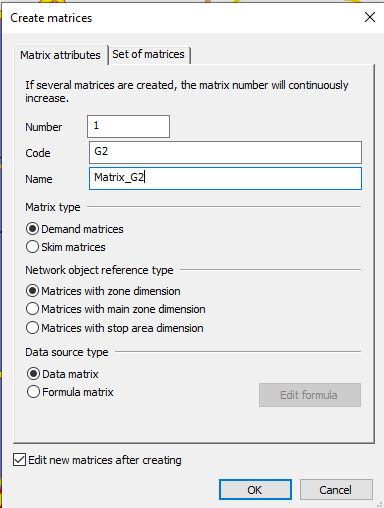 Create matrices
Matrix attributes
Set of matrices
If several matrices are created, the matrix number will continuously
increase.
Number 1
Code G2
Name Matrix_G2
Matrix type
Demand matrices
Skim matrices
Network object reference type
Matrices with zone dimension
Matrices with main zone dimension
Matrices with stop area dimension
Data source type
Data matrix
Formula matrix
Edit formula
Edit new matrices after creating
OK
Cancel